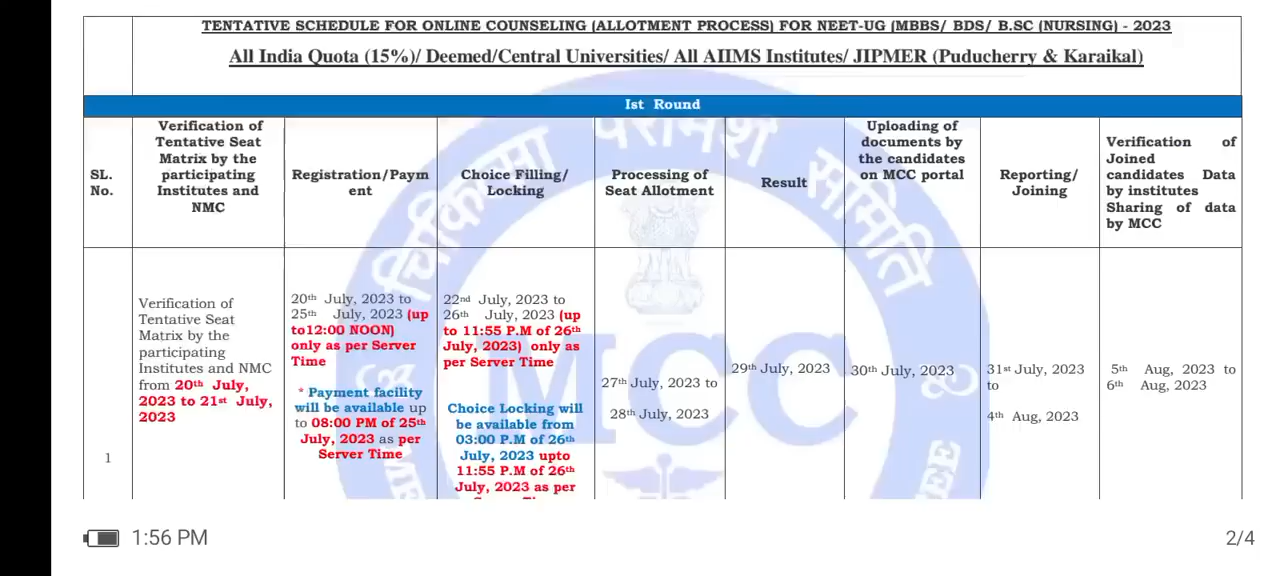 TENTATIVE SCHEDULE FOR ONLINE COUNSELING (ALLOTMENT PROCESS) FOR NEET-UG (MBBS/ BDS/ B.SC (NURSING) - 2023
All India Quota (15%)/ Deemed/Central Universities/ All AIIMS Institutes/ JIPMER (Puducherry & Karaikal)
Ist Round
SL.
No.
Verification of
Tentative Seat
Matrix by the
participating
Institutes and
NMC
Registration/Paym
ent
Choice Filling/
Locking
Processing of
Seat Allotment
Result
Uploading of
documents by
the candidates
on MCC portal
Reporting/
Joining
Verification of
Joined
candidates Data
by institutes
Sharing of data
by MCC
1
Verification of
Tentative Seat
Matrix by the
participating
Institutes and NMC
from 20th July,
2023 to 21st July,
2023
20th July, 2023 to
25th July, 2023 (up
to12:00 NOON)
only as per Server
Time
* Payment facility
will be available up
to 08:00 PM of 25th
July, 2023 as per
Server Time
22nd July, 2023 to
26th July, 2023 (up
to 11:55 P.M of 26th
July, 2023) only as
per Server Time
Choice Locking will
be available from
03:00 P.M of 26th
July, 2023 upto
11:55 P.M of 26th
July, 2023 as per
27th July, 2023 to
28th July, 2023
29th July, 2023
30th July, 2023
31st July, 2023
to
4th Aug, 2023
5th Aug, 2023 to
6th Aug, 2023
चिकित्सा परामर्श समिति
MCC
1:56 PM
2/4